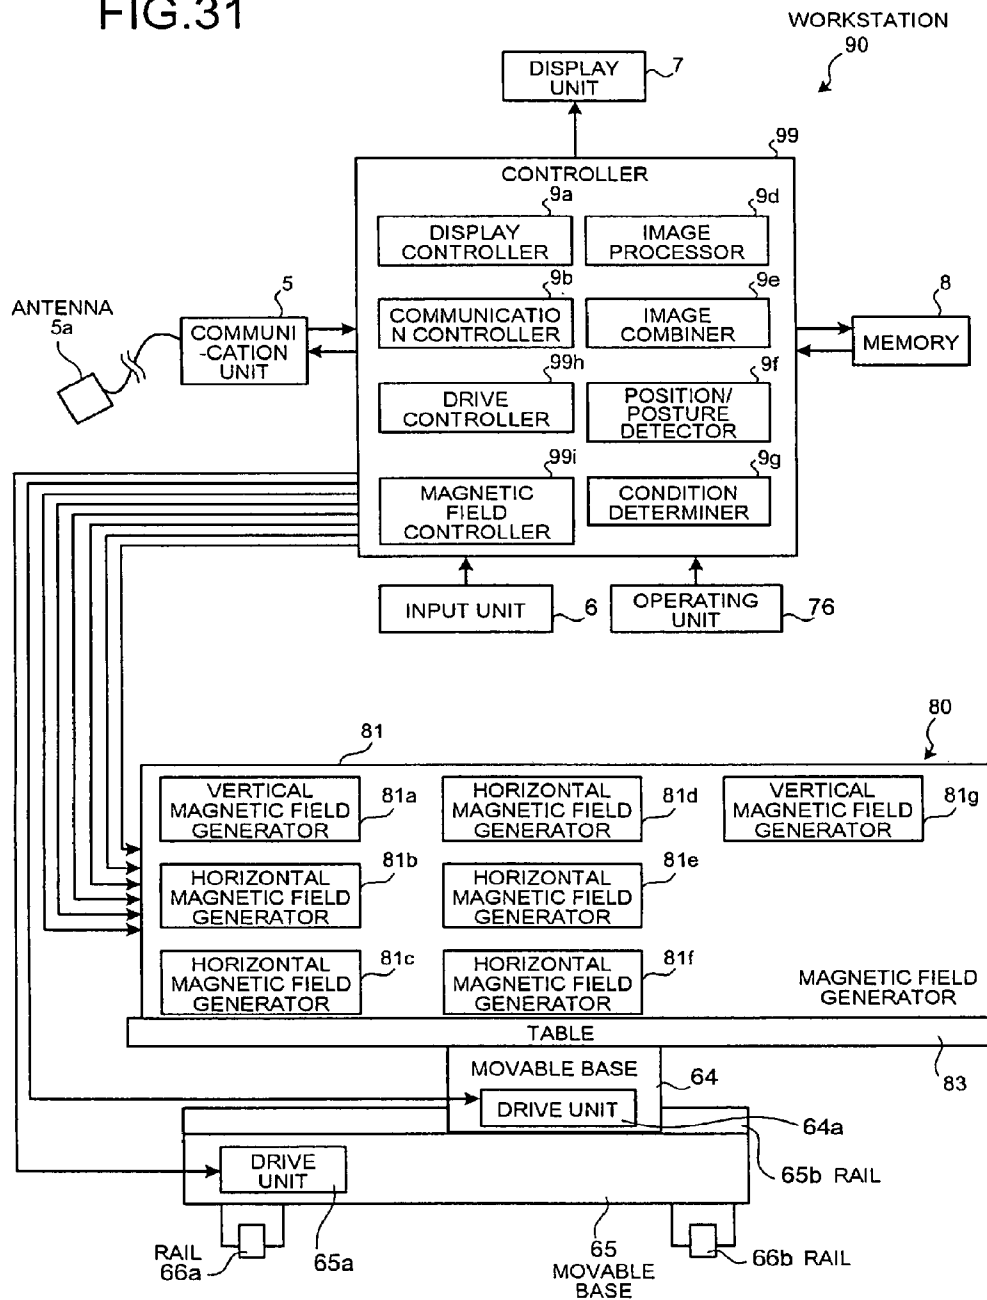 FIG.31
WORKSTATION
90
DISPLAY
UNIT
7
99
CONTROLLER
9a
DISPLAY
CONTROLLER
9d
IMAGE
PROCESSOR
9b
COMMUNICATIO
N CONTROLLER
9e
IMAGE
COMBINER
99h
DRIVE
CONTROLLER
9f
POSITION/
POSTURE
DETECTOR
99i
MAGNETIC
FIELD
CONTROLLER
9g
CONDITION
DETERMINER
ANTENNA
5a
5
COMMUNI
-CATION
UNIT
8
MEMORY
INPUT UNIT
6
OPERATING
UNIT
76
80
81
VERTICAL
MAGNETIC FIELD
GENERATOR
81a
HORIZONTAL
MAGNETIC FIELD
GENERATOR
81d
VERTICAL
MAGNETIC FIELD
GENERATOR
81g
HORIZONTAL
MAGNETIC FIELD
GENERATOR
81b
HORIZONTAL
MAGNETIC FIELD
GENERATOR
81e
HORIZONTAL
MAGNETIC FIELD
GENERATOR
81c
HORIZONTAL
MAGNETIC FIELD
GENERATOR
81f
MAGNETIC FIELD
GENERATOR
TABLE
83
MOVABLE BASE
64
DRIVE UNIT
64a
DRIVE
UNIT
65b RAIL
RAIL
66a
65a
65
MOVABLE
BASE
66b RAIL